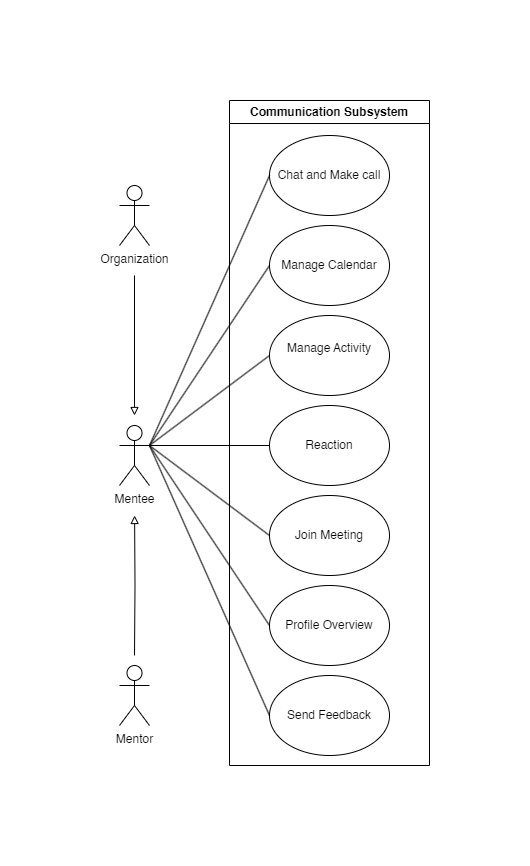 Communication Subsystem
Chat and Make call
Organization
Manage Calendar
Manage Activity
Reaction
Mentee
Join Meeting
Profile Overview
Send Feedback
Mentor